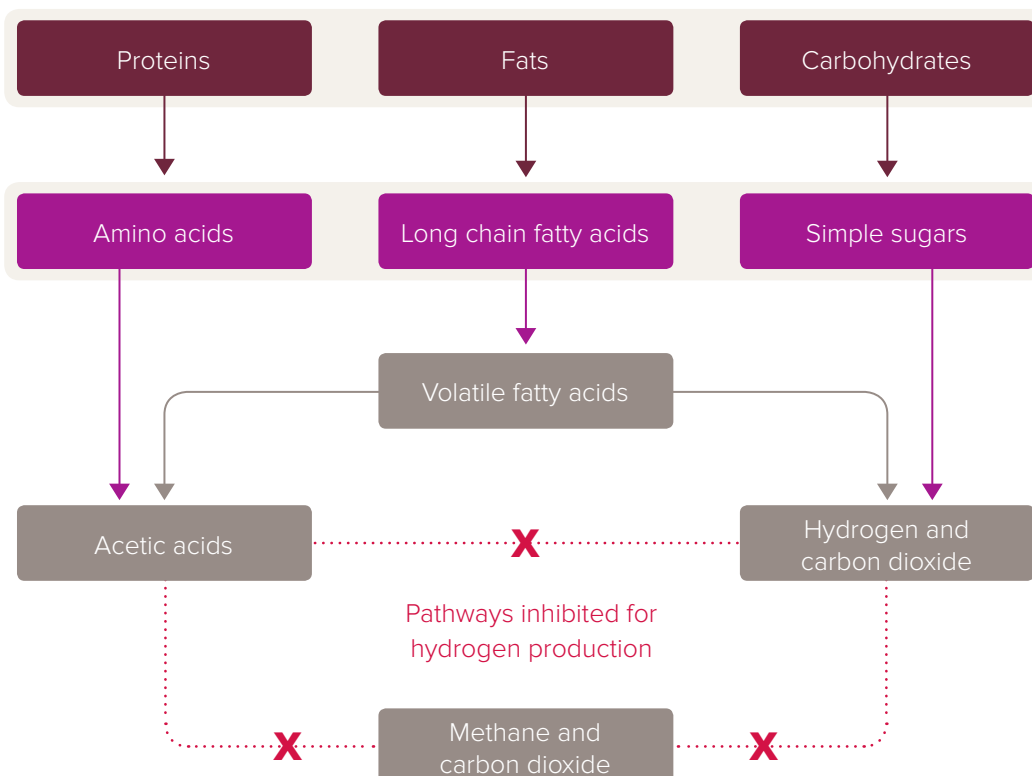 Proteins
Fats
Carbohydrates
Amino acids
Long chain fatty acids
Simple sugars
Volatile fatty acids
Acetic acids
X
Hydrogen and
carbon dioxide
Pathways inhibited for
hydrogen production
X
Methane and
carbon dioxide
X